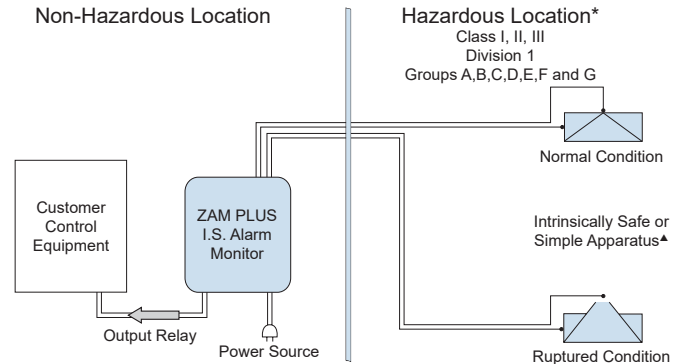 Non-Hazardous Location
Hazardous Location*
Class I, II, III
Division 1
Groups A,B,C,D,E,F and G
Normal Condition
Customer
Control
Equipment
ZAM PLUS
I.S. Alarm
Monitor
Intrinsically Safe or
Simple Apparatus▲
Output Relay
Power Source
Ruptured Condition